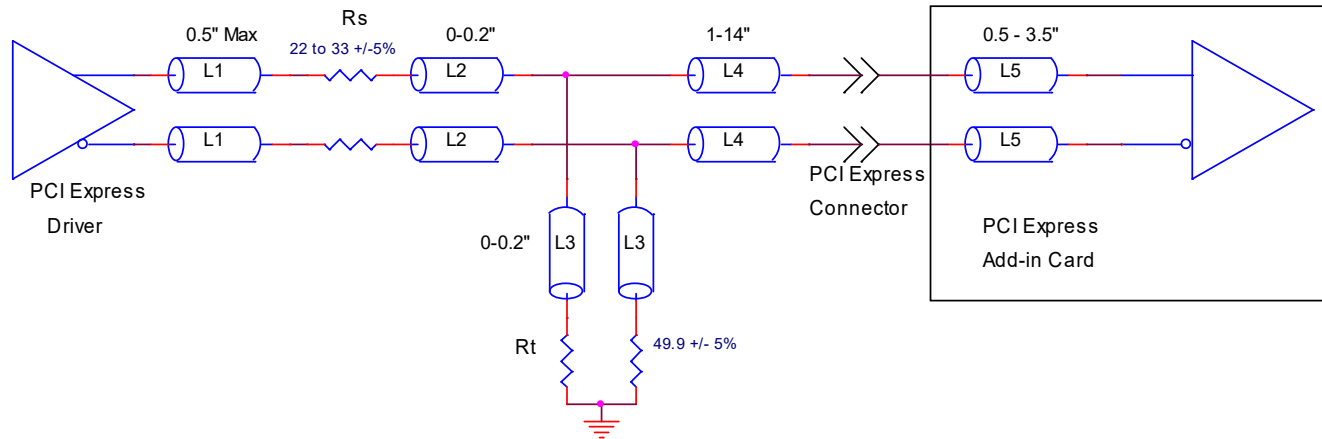 Rs
0.5" Max
22 to 33 +/-5%
0-0.2"
1-14"
0.5 - 3.5"
L1
L2
L4
L5
L1
L2
L4
L5
PCI Express
Driver
PCI Express
Connector
0-0.2"
L3
L3
PCI Express
Add-in Card
Rt
49.9 +/- 5%